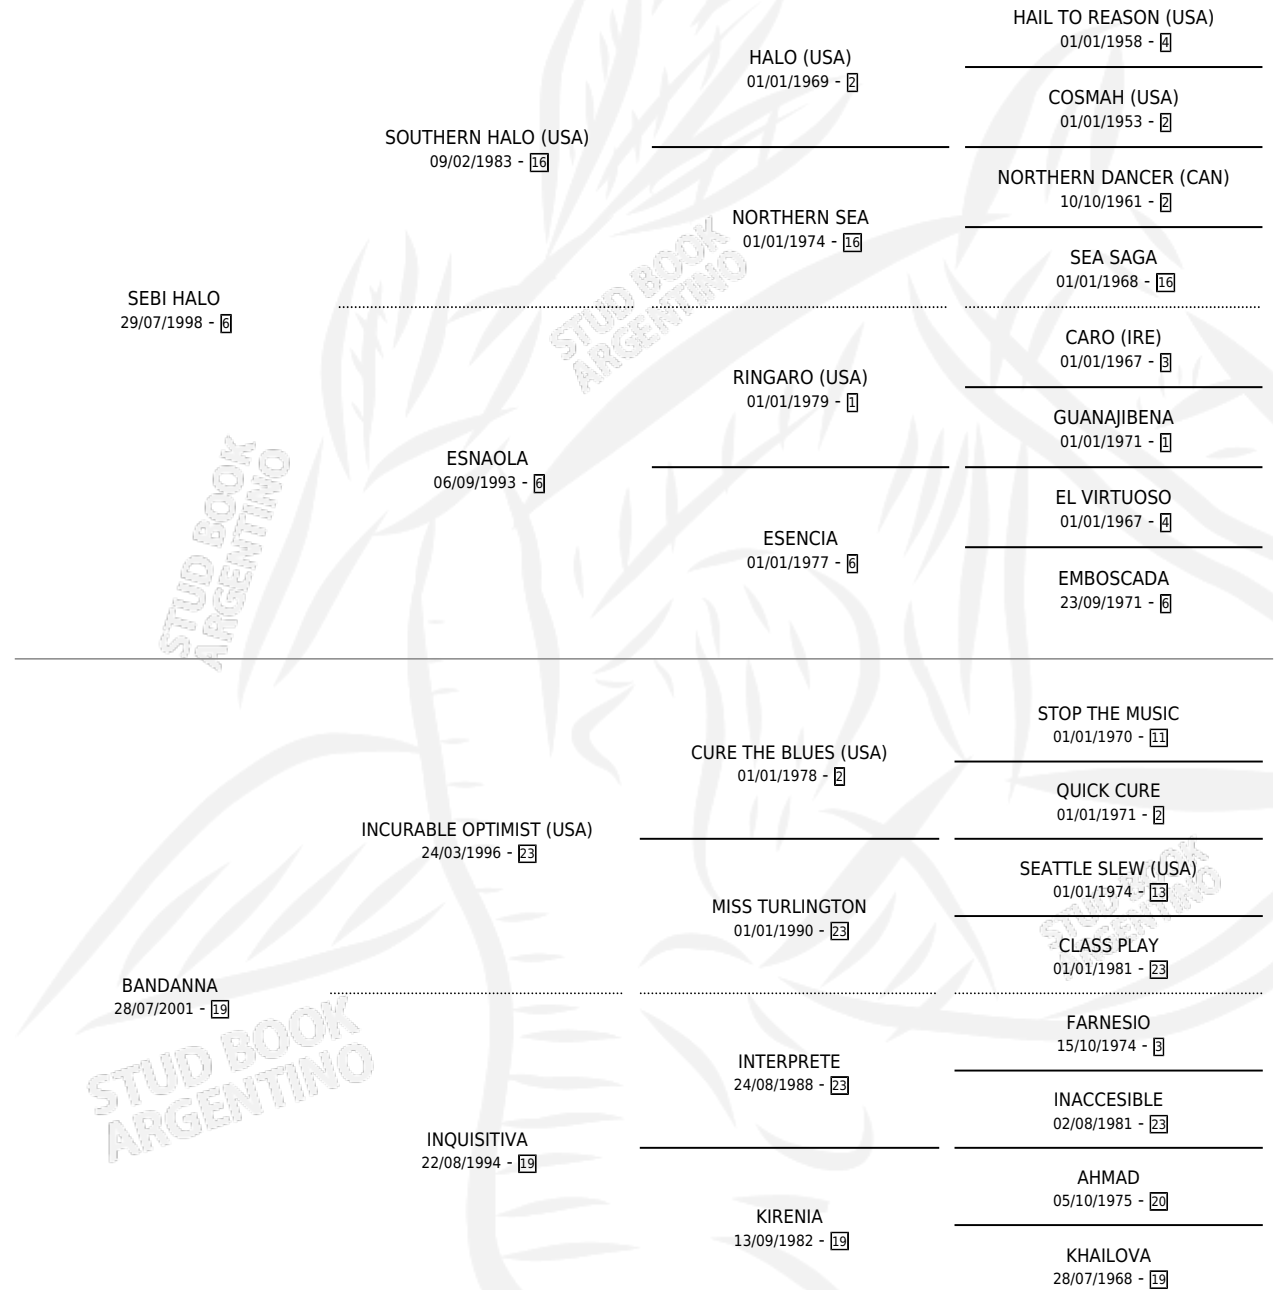 HAIL TO REASON (USA)
01/01/1958 - 4
HALO (USA)
01/01/1969 - 2
COSMAH (USA)
01/01/1953 - 2
SOUTHERN HALO (USA)
09/02/1983 - 16
NORTHERN DANCER (CAN)
10/10/1961 - 2
NORTHERN SEA
01/01/1974 - 16
SEA SAGA
01/01/1968 - 16
SEBI HALO
29/07/1998 - 6
CARO (IRE)
01/01/1967 - 3
RINGARO (USA)
01/01/1979 - 1
GUANAJIBENA
01/01/1971 - 1
ESNAOLA
06/09/1993 - 6
EL VIRTUOSO
01/01/1967 - 4
ESENCIA
01/01/1977 - 6
EMBOSCADA
23/09/1971 - 6
STUD BOOK
ARGENTINO
STUD BOOK
ARGENTINO
STOP THE MUSIC
01/01/1970 - 11
CURE THE BLUES (USA)
01/01/1978 - 2
QUICK CURE
01/01/1971 - 2
INCURABLE OPTIMIST (USA)
24/03/1996 - 23
SEATTLE SLEW (USA)
01/01/1974 - 13
MISS TURLINGTON
01/01/1990 - 23
CLASS PLAY
01/01/1981 - 23
BANDANNA
28/07/2001 - 19
FARNESIO
15/10/1974 - 3
INTERPRETE
24/08/1988 - 23
INACCESIBLE
02/08/1981 - 23
INQUISITIVA
22/08/1994 - 19
AHMAD
05/10/1975 - 20
KIRENIA
13/09/1982 - 19
KHAILOVA
28/07/1968 - 19
STUD BOOK
ARGENTINO
STUD BOOK
ARGENTINO